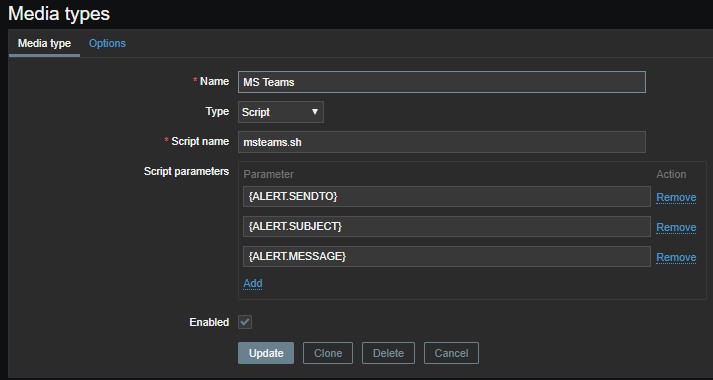 Media types
Media type Options
* Name MS Teams
Type Script
* Script name msteams.sh
Script parameters Parameter Action
{ALERT.SENDTO} Remove
{ALERT.SUBJECT} Remove
{ALERT.MESSAGE} Remove
Add
Enabled
Update Clone Delete Cancel